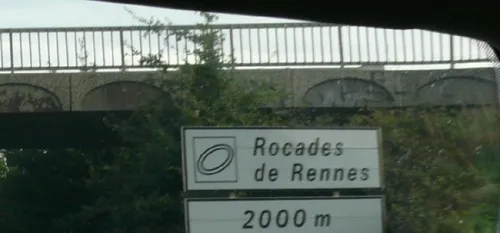 Rocades
de Rennes
2000 m